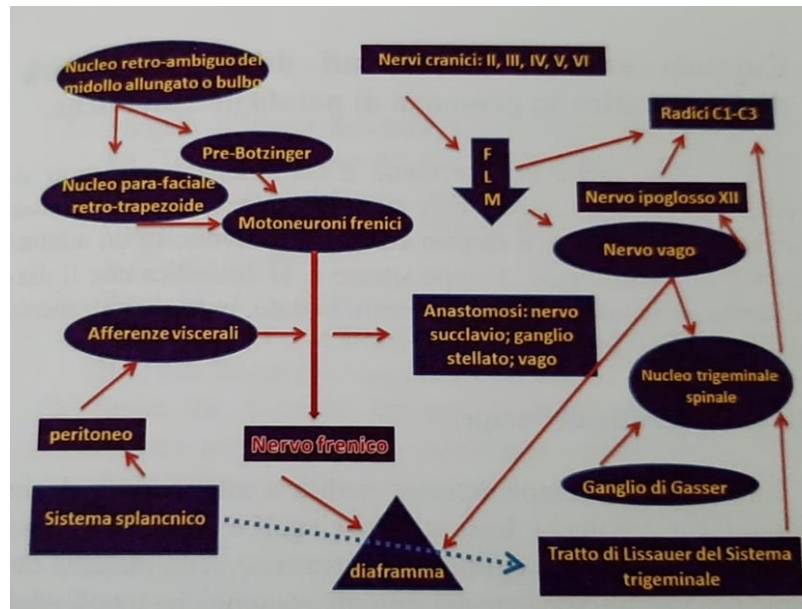 Nucleo retro-ambiguo del
midollo allungato o bulbo
Nervi cranici: II, III, IV, V, VI
Radici C1-C3
Pre-Botzinger
F
L
M
Nucleo para-facciale
retro-trapezoide
Nervo ipoglosso XII
Motoneuroni frenici
Nervo vago
Anastomosi: nervo
succlavio; ganglio
stellato; vago
Afferenze viscerali
Nucleo trigeminale
spinale
peritoneo
Nervo frenico
Ganglio di Gasser
Sistema splancnico
diaframma
Tratto di Lissauer del Sistema
trigeminale